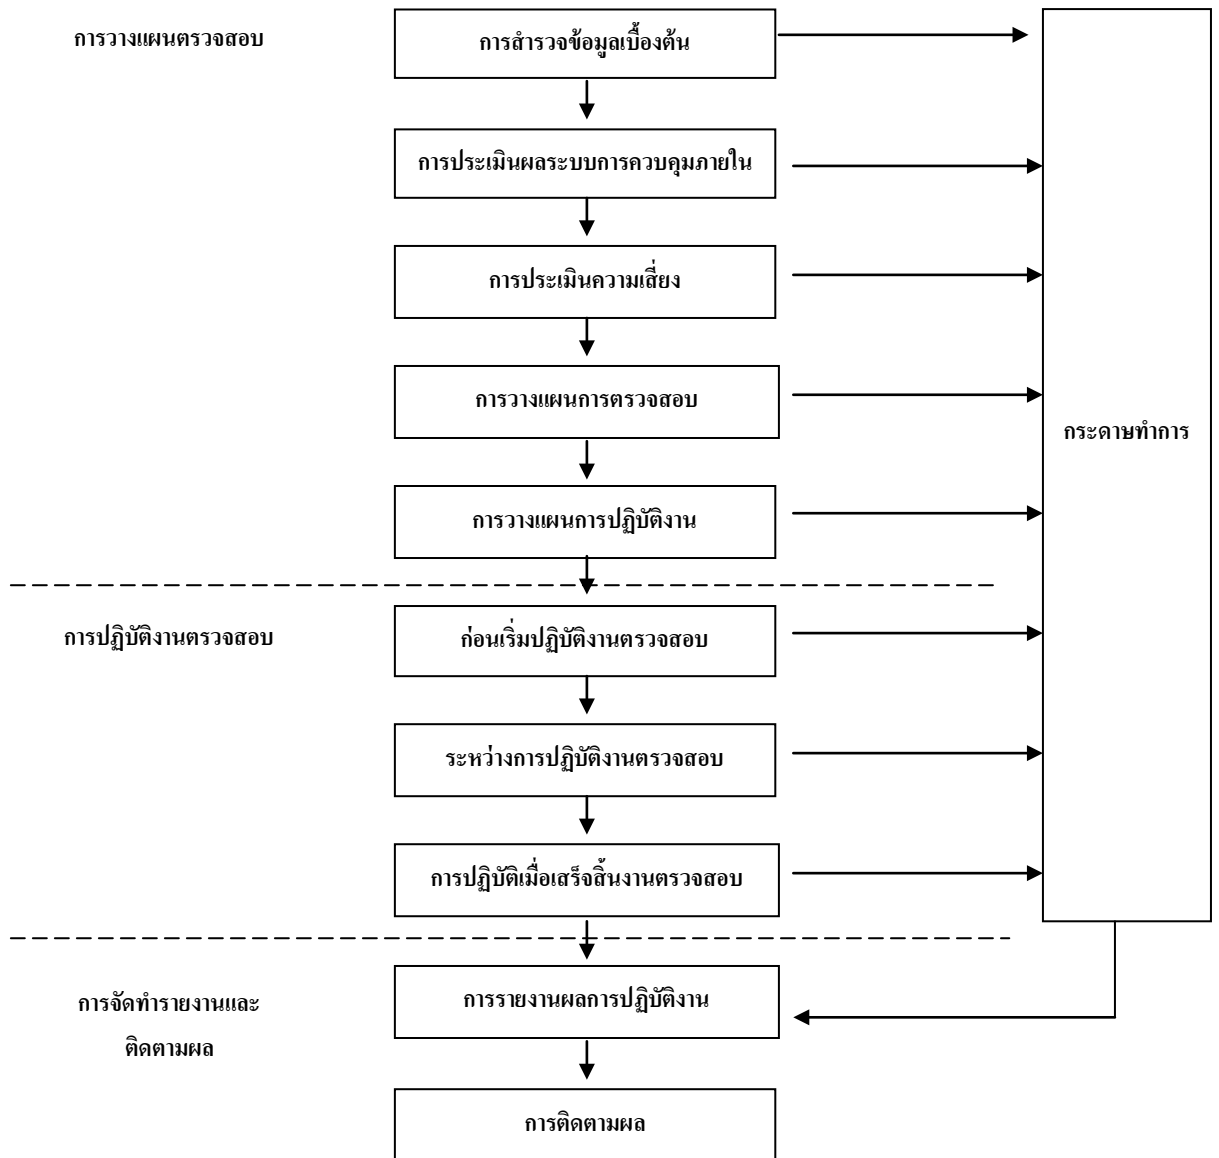 การวางแผนตรวจสอบ
การสำรวจข้อมูลเบื้องต้น
การประเมินผลระบบการควบคุมภายใน
การประเมินความเสี่ยง
การวางแผนการตรวจสอบ
กระดาษทำการ
การวางแผนการปฏิบัติงาน
การปฏิบัติงานตรวจสอบ
ก่อนเริ่มปฏิบัติงานตรวจสอบ
ระหว่างการปฏิบัติงานตรวจสอบ
การปฏิบัติเมื่อเสร็จสิ้นงานตรวจสอบ
การจัดทำรายงานและ
ติดตามผล
การรายงานผลการปฏิบัติงาน
การติดตามผล